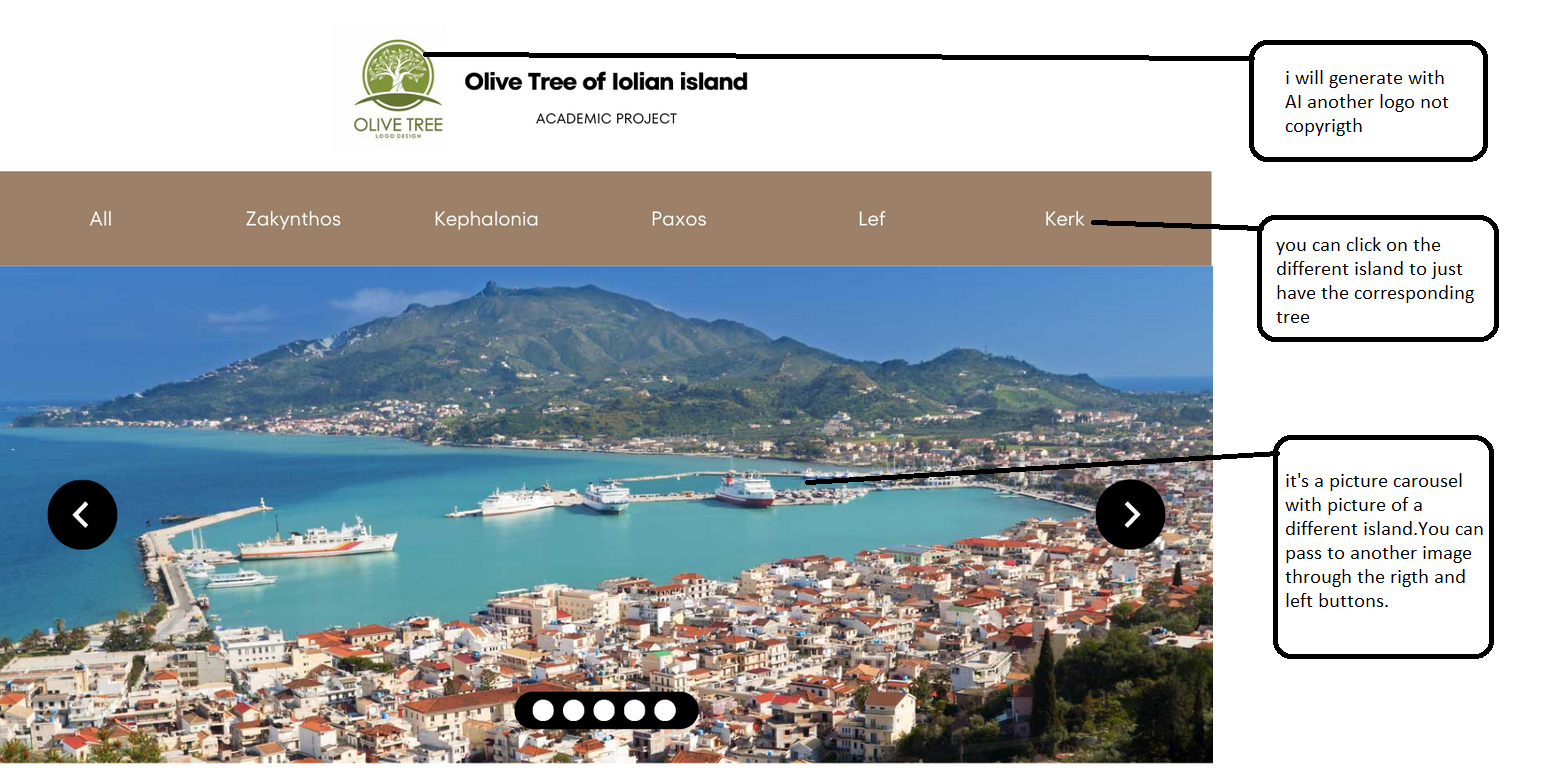 OLIVE TREE
LOGO DESIGN
Olive Tree of Iolian island
ACADEMIC PROJECT
i will generate with
AI another logo not
copyrigth
All
Zakynthos
Kephalonia
Paxos
Lef
Kerk
you can click on the
different island to just
have the corresponding
tree
it's a picture carousel
with picture of a
different island.You can
pass to another image
through the rigth and
left buttons.